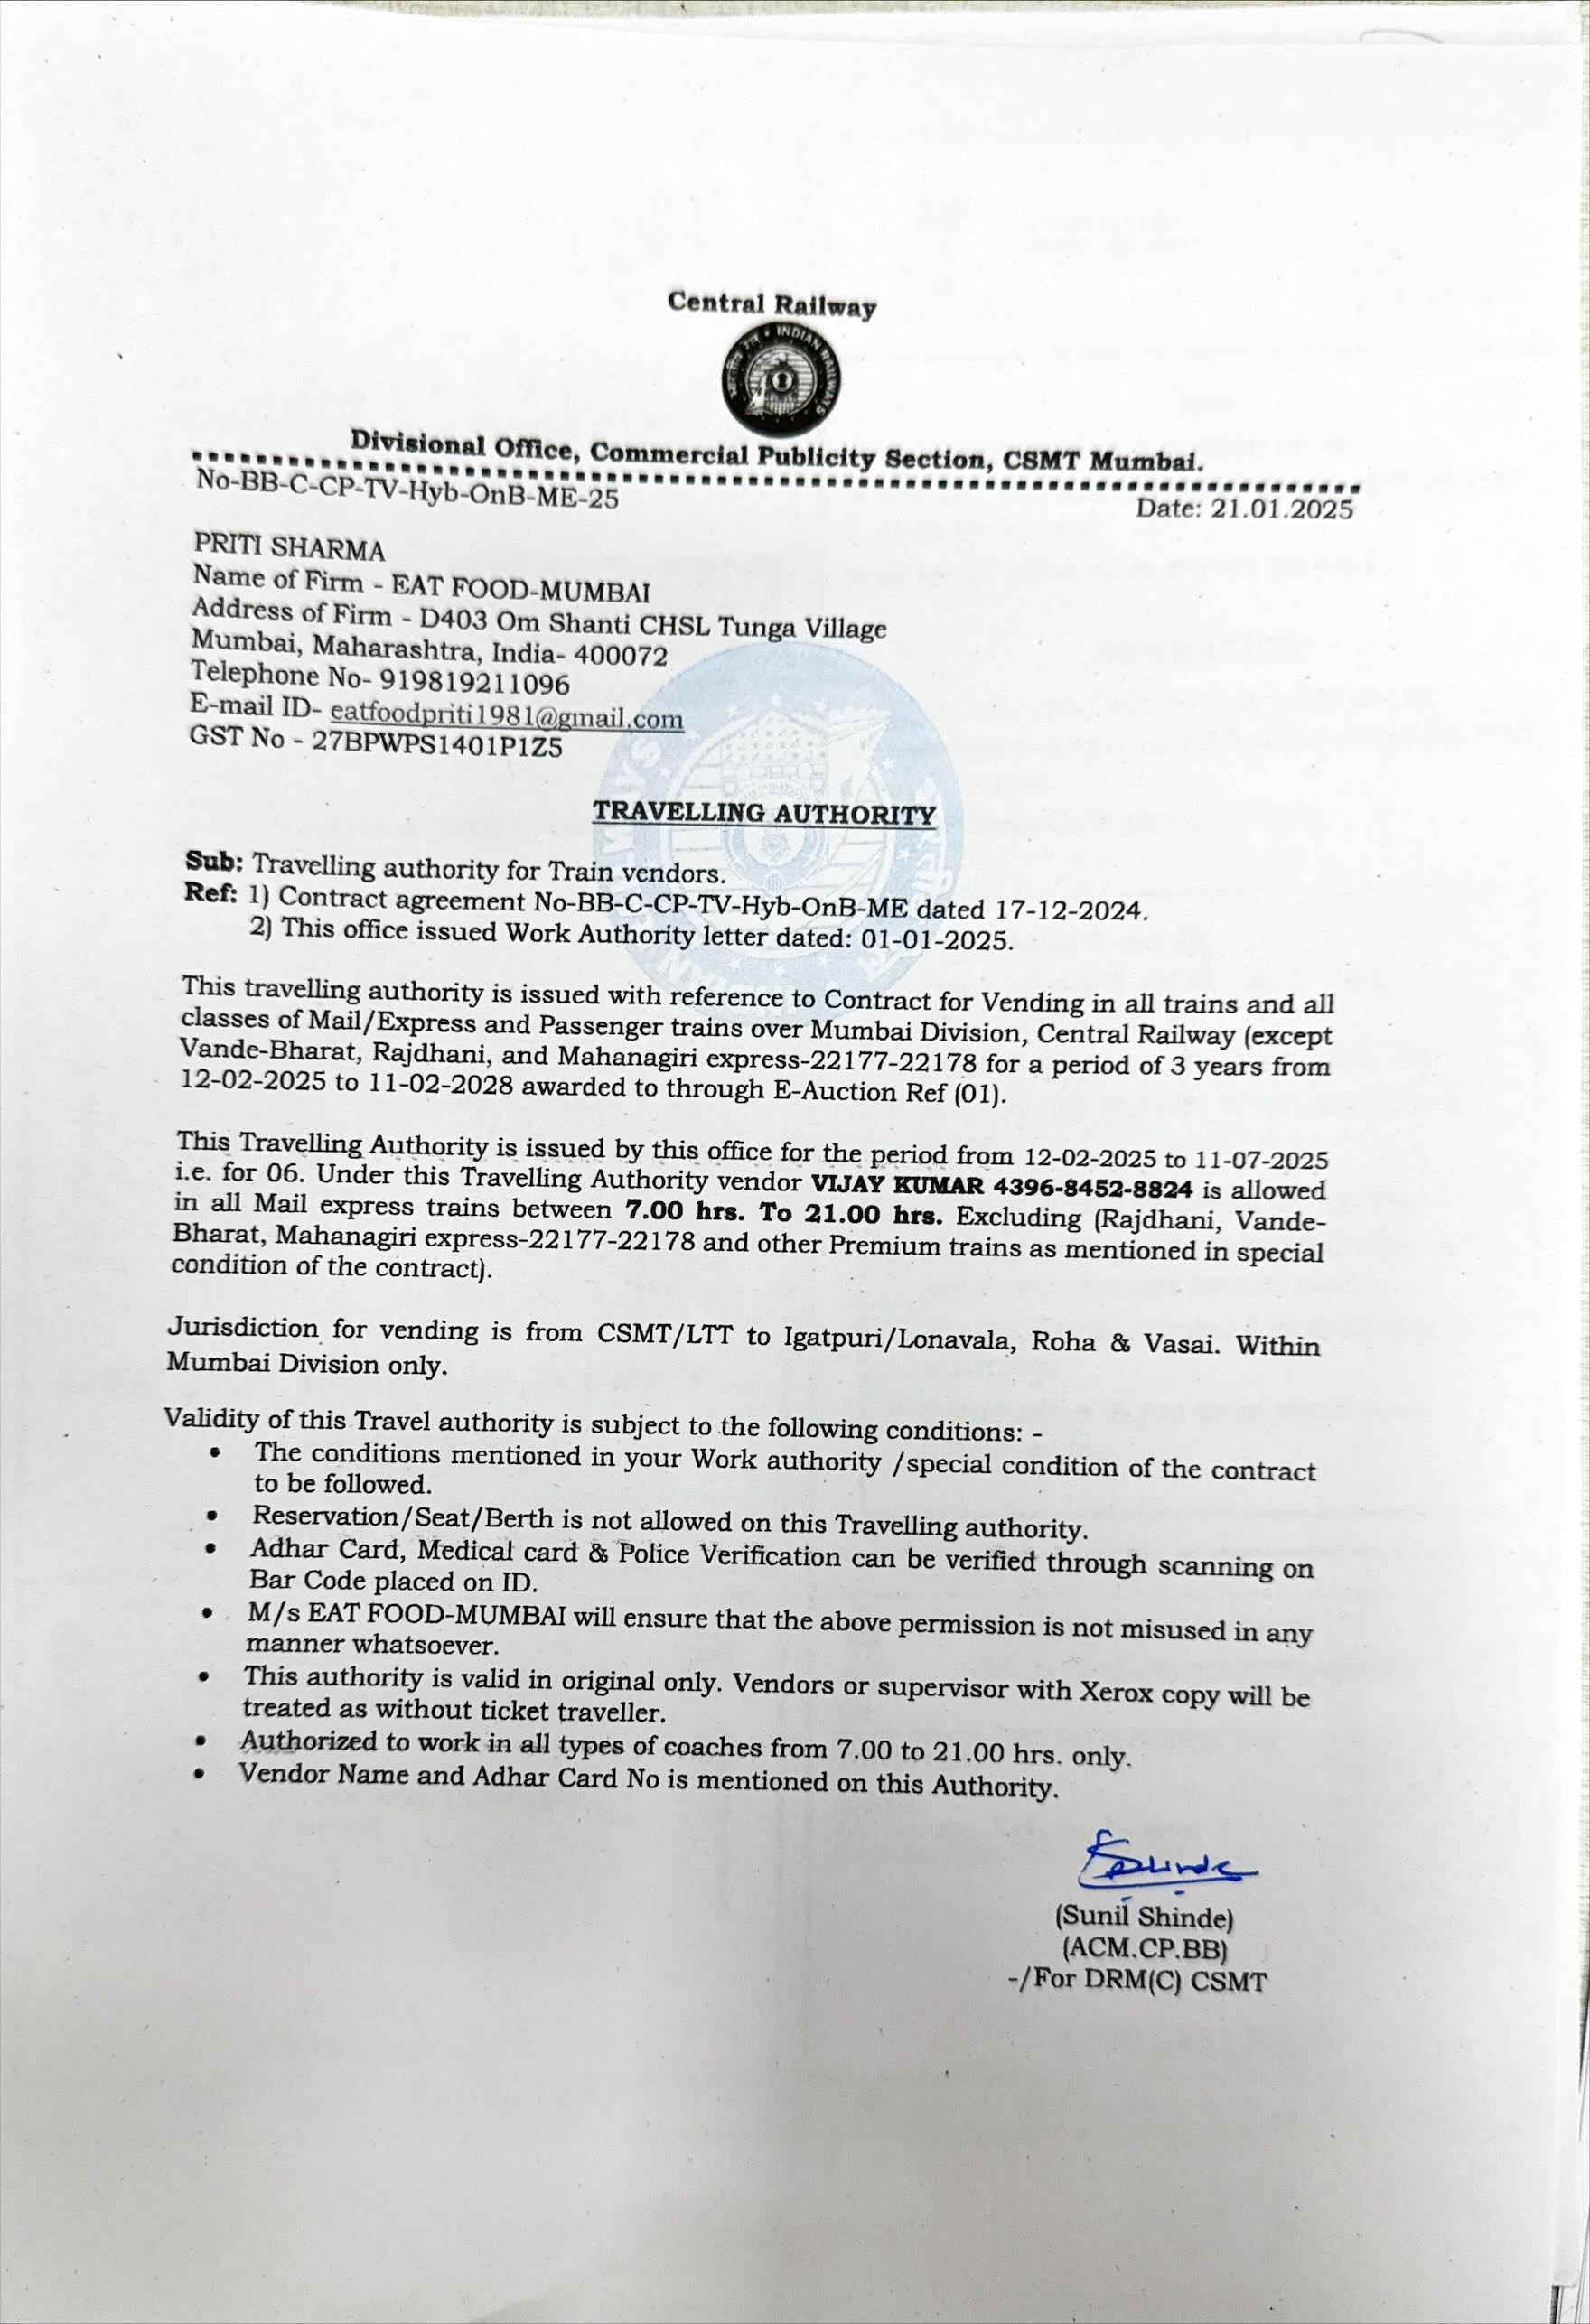 Central Railway
INDIAN RAILWAYS
Divisional Office, Commercial Publicity Section, CSMT Mumbai.
No-BB-C-CP-TV-Hyb-OnB-ME-25
Date: 21.01.2025
PRITI SHARMA
Name of Firm - EAT FOOD-MUMBAI
Address of Firm - D403 Om Shanti CHSL Tunga Village
Mumbai, Maharashtra, India- 400072
Telephone No- 919819211096
E-mail ID- eatfoodpriti1981@gmail.com
GST No - 27BPWPS1401P1Z5
TRAVELLING AUTHORITY
Sub: Travelling authority for Train vendors.
Ref: 1) Contract agreement No-BB-C-CP-TV-Hyb-OnB-ME dated 17-12-2024.
2) This office issued Work Authority letter dated: 01-01-2025.
This travelling authority is issued with reference to Contract for Vending in all trains and all
classes of Mail/Express and Passenger trains over Mumbai Division, Central Railway (except
Vande-Bharat, Rajdhani, and Mahanagiri express-22177-22178 for a period of 3 years from
12-02-2025 to 11-02-2028 awarded to through E-Auction Ref (01).
This Travelling Authority is issued by this office for the period from 12-02-2025 to 11-07-2025
i.e. for 06. Under this Travelling Authority vendor VIJAY KUMAR 4396-8452-8824 is allowed
in all Mail express trains between 7.00 hrs. To 21.00 hrs. Excluding (Rajdhani, Vande-
Bharat, Mahanagiri express-22177-22178 and other Premium trains as mentioned in special
condition of the contract).
Jurisdiction for vending is from CSMT/LTT to Igatpuri/Lonavala, Roha & Vasai. Within
Mumbai Division only.
Validity of this Travel authority is subject to the following conditions: -
• The conditions mentioned in your Work authority /special condition of the contract
to be followed.
• Reservation/Seat/Berth is not allowed on this Travelling authority.
• Adhar Card, Medical card & Police Verification can be verified through scanning on
Bar Code placed on ID.
• M/s EAT FOOD-MUMBAI will ensure that the above permission is not misused in any
manner whatsoever.
• This authority is valid in original only. Vendors or supervisor with Xerox copy will be
treated as without ticket traveller.
• Authorized to work in all types of coaches from 7.00 to 21.00 hrs. only.
• Vendor Name and Adhar Card No is mentioned on this Authority.
(Sunil Shinde)
(ACM.CP.BB)
-/For DRM(C) CSMT